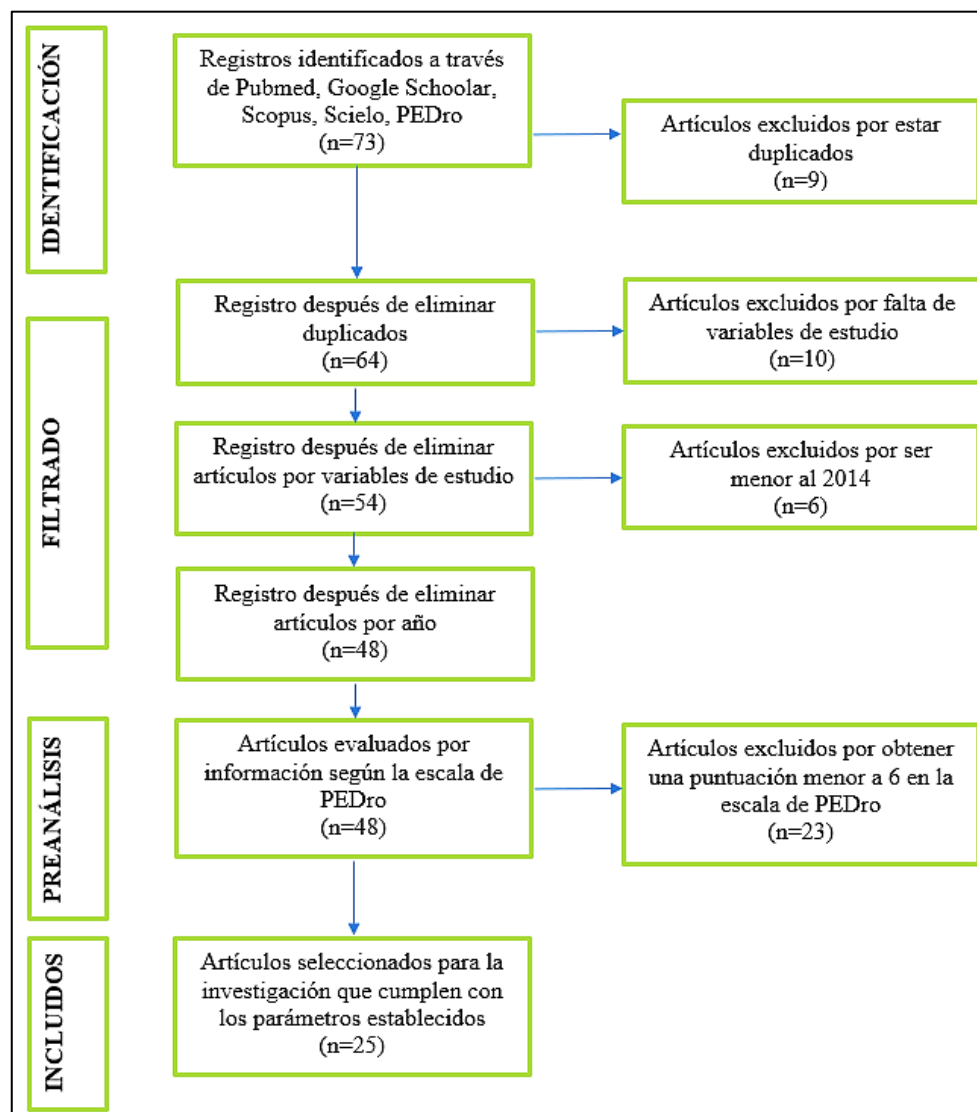 IDENTIFICACIÓN
Registros identificados a través
de Pubmed, Google Schoolar,
Scopus, Scielo, PEDro
(n=73)
Artículos excluidos por estar
duplicados
(n=9)
FILTRADO
Registro después de eliminar
duplicados
(n=64)
Artículos excluidos por falta de
variables de estudio
(n=10)
Registro después de eliminar
artículos por variables de estudio
(n=54)
Artículos excluidos por ser
menor al 2014
(n=6)
Registro después de eliminar
artículos por año
(n=48)
PREANÁLISIS
Artículos evaluados por
información según la escala de
PEDro
(n=48)
Artículos excluidos por obtener
una puntuación menor a 6 en la
escala de PEDro
(n=23)
INCLUIDOS
Artículos seleccionados para la
investigación que cumplen con
los parámetros establecidos
(n=25)